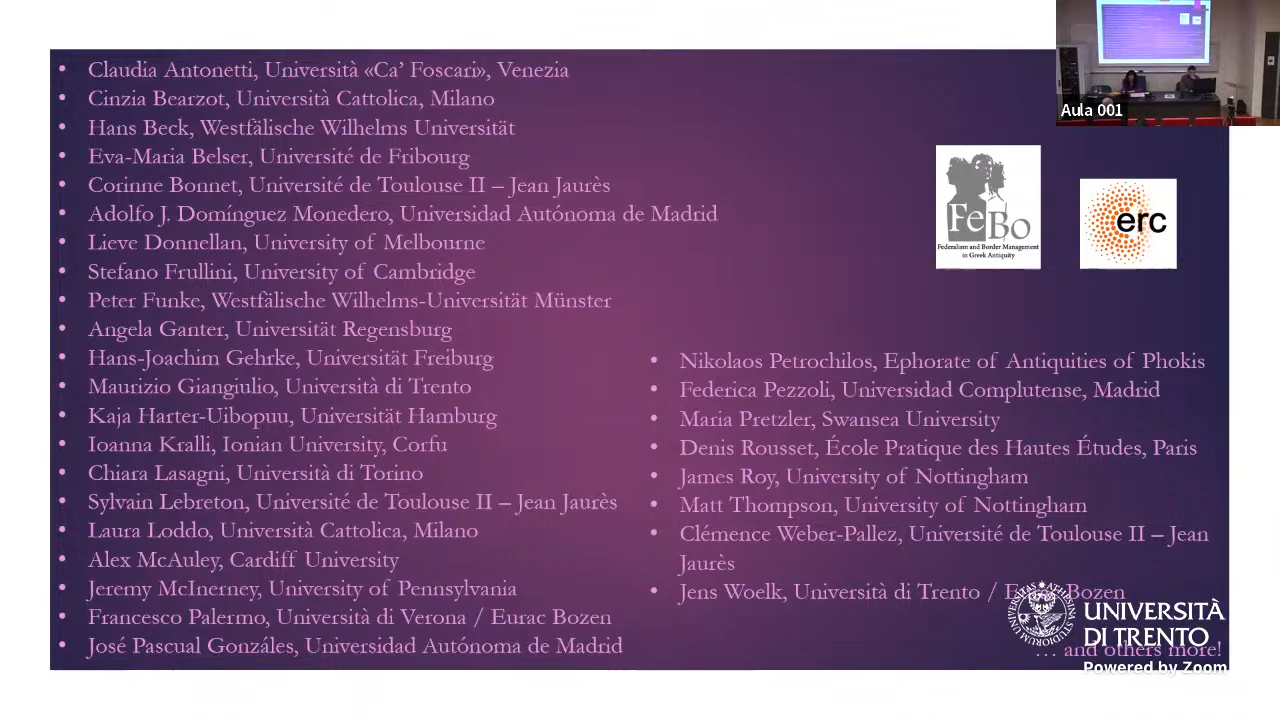 Claudia Antonetti, Università «Ca’ Foscari», Venezia
Cinzia Bearzot, Università Cattolica, Milano
Hans Beck, Westfälische Wilhelms Universität
Eva-Maria Belser, Université de Fribourg
Corinne Bonnet, Université de Toulouse II – Jean Jaurès
Adolfo J. Domínguez Monedero, Universidad Autónoma de Madrid
Lieve Donnellan, University of Melbourne
Stefano Frullini, University of Cambridge
Peter Funke, Westfälische Wilhelms-Universität Münster
Angela Ganter, Universität Regensburg
Hans-Joachim Gehrke, Universität Freiburg
Maurizio Giangiulio, Università di Trento
Kaja Harter-Uibopuu, Universität Hamburg
Ioanna Kralli, Ionian University, Corfu
Chiara Lasagni, Università di Torino
Sylvain Lebreton, Université de Toulouse II – Jean Jaurès
Laura Loddo, Università Cattolica, Milano
Alex McAuley, Cardiff University
Jeremy McInerney, University of Pennsylvania
Francesco Palermo, Università di Verona / Eurac Bozen
José Pascual Gonzáles, Universidad Autónoma de Madrid
Aula 001
FeBo
Federalism and Border Management
in Greek Antiquity
erc
Nikolaos Petrochilos, Ephorate of Antiquities of Phokis
Federica Pezzoli, Universidad Complutense, Madrid
Maria Pretzler, Swansea University
Denis Rousset, École Pratique des Hautes Études, Paris
James Roy, University of Nottingham
Matt Thompson, University of Nottingham
Clémence Weber-Pallez, Université de Toulouse II – Jean
Jaurès
Jens Woelk, Università di Trento / Bozen
UNIVERSITÀ
DI TRENTO
… and others more!
Powered by Zoom